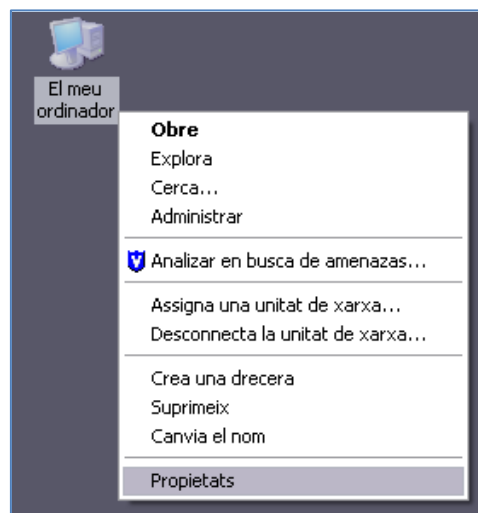 El meu
ordinador
Obre
Explora
Cerca...
Administrar
Analizar en busca de amenazas...
Assigna una unitat de xarxa...
Desconnecta la unitat de xarxa...
Crea una drecera
Suprimeix
Canvia el nom
Propietats